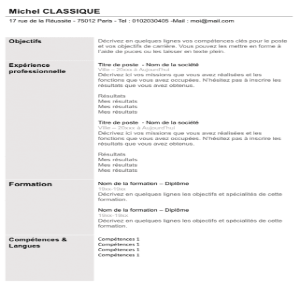 Michel CLASSIQUE
17 rue de la Réussite - 75012 Paris - Tel : 0102030405 -Mail : moi@mail.com
Objectifs
Décrivez en quelques lignes vos compétences clés pour le poste
et vos objectifs de carrière. Vous pouvez les mettre en forme à
l'aide de puces ou les laisser en texte plein.
Expérience
professionnelle
Titre de poste - Nom de la société
Ville – 20xx à Aujourd'hui
Décrivez ici vos missions que vous avez réalisées et les
fonctions que vous avez occupé. N'hésitez pas à inscrire les
résultats que vous avez obtenus.
Résultats
Mes résultats
Mes résultats
Mes résultats
Titre de poste - Nom de la société
Ville – 20xx à Aujourd'hui
Décrivez ici vos missions que vous avez réalisées et les
fonctions que vous avez occupé. N'hésitez pas à inscrire les
résultats que vous avez obtenus.
Résultats
Mes résultats
Mes résultats
Mes résultats
Formation
Nom de la formation – Diplôme
Décrivez en quelques lignes les objectifs et spécialités de cette
formation.
Nom de la formation – Diplôme
Décrivez en quelques lignes les objectifs et spécialités de cette
formation.
Compétences &
Langues
Compétences 1
Compétences 1
Compétences 1
Compétences 1